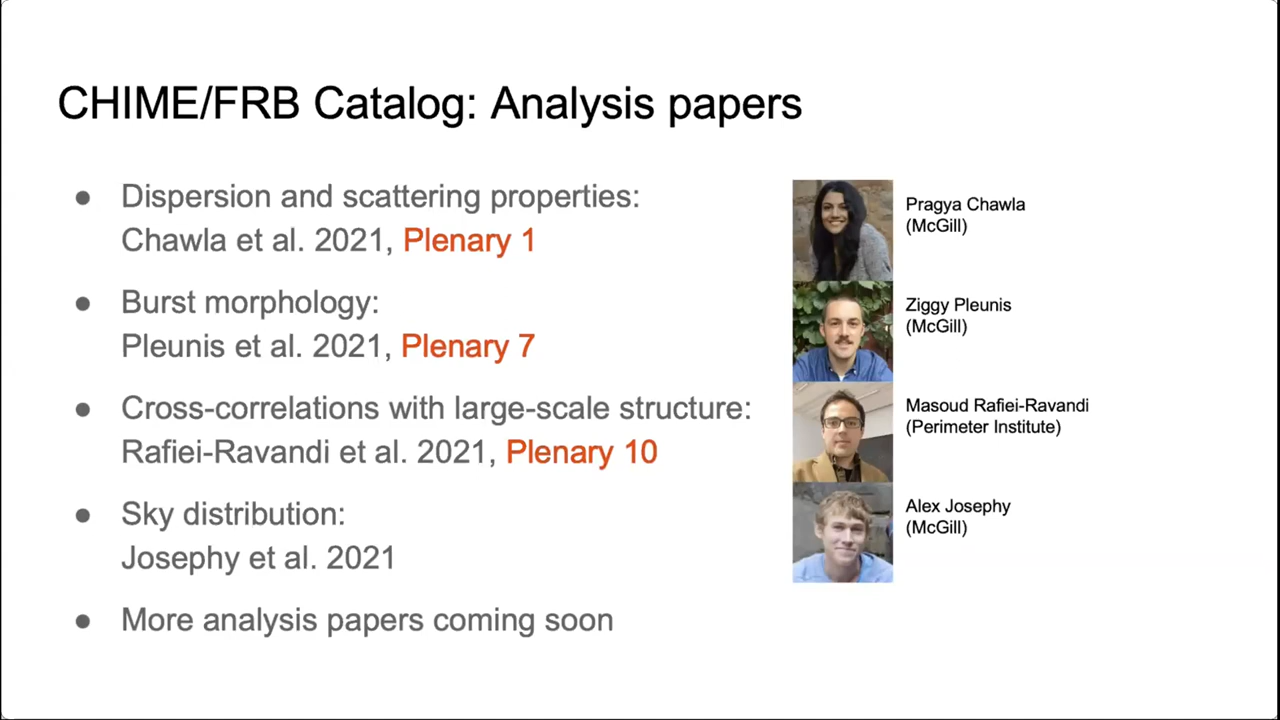 CHIME/FRB Catalog: Analysis papers
● Dispersion and scattering properties:
Chawla et al. 2021, Plenary 1
● Burst morphology:
Pleunis et al. 2021, Plenary 7
● Cross-correlations with large-scale structure:
Rafiei-Ravandi et al. 2021, Plenary 10
● Sky distribution:
Josephy et al. 2021
● More analysis papers coming soon
Pragya Chawla
(McGill)
Ziggy Pleunis
(McGill)
Masoud Rafiei-Ravandi
(Perimeter Institute)
Alex Josephy
(McGill)